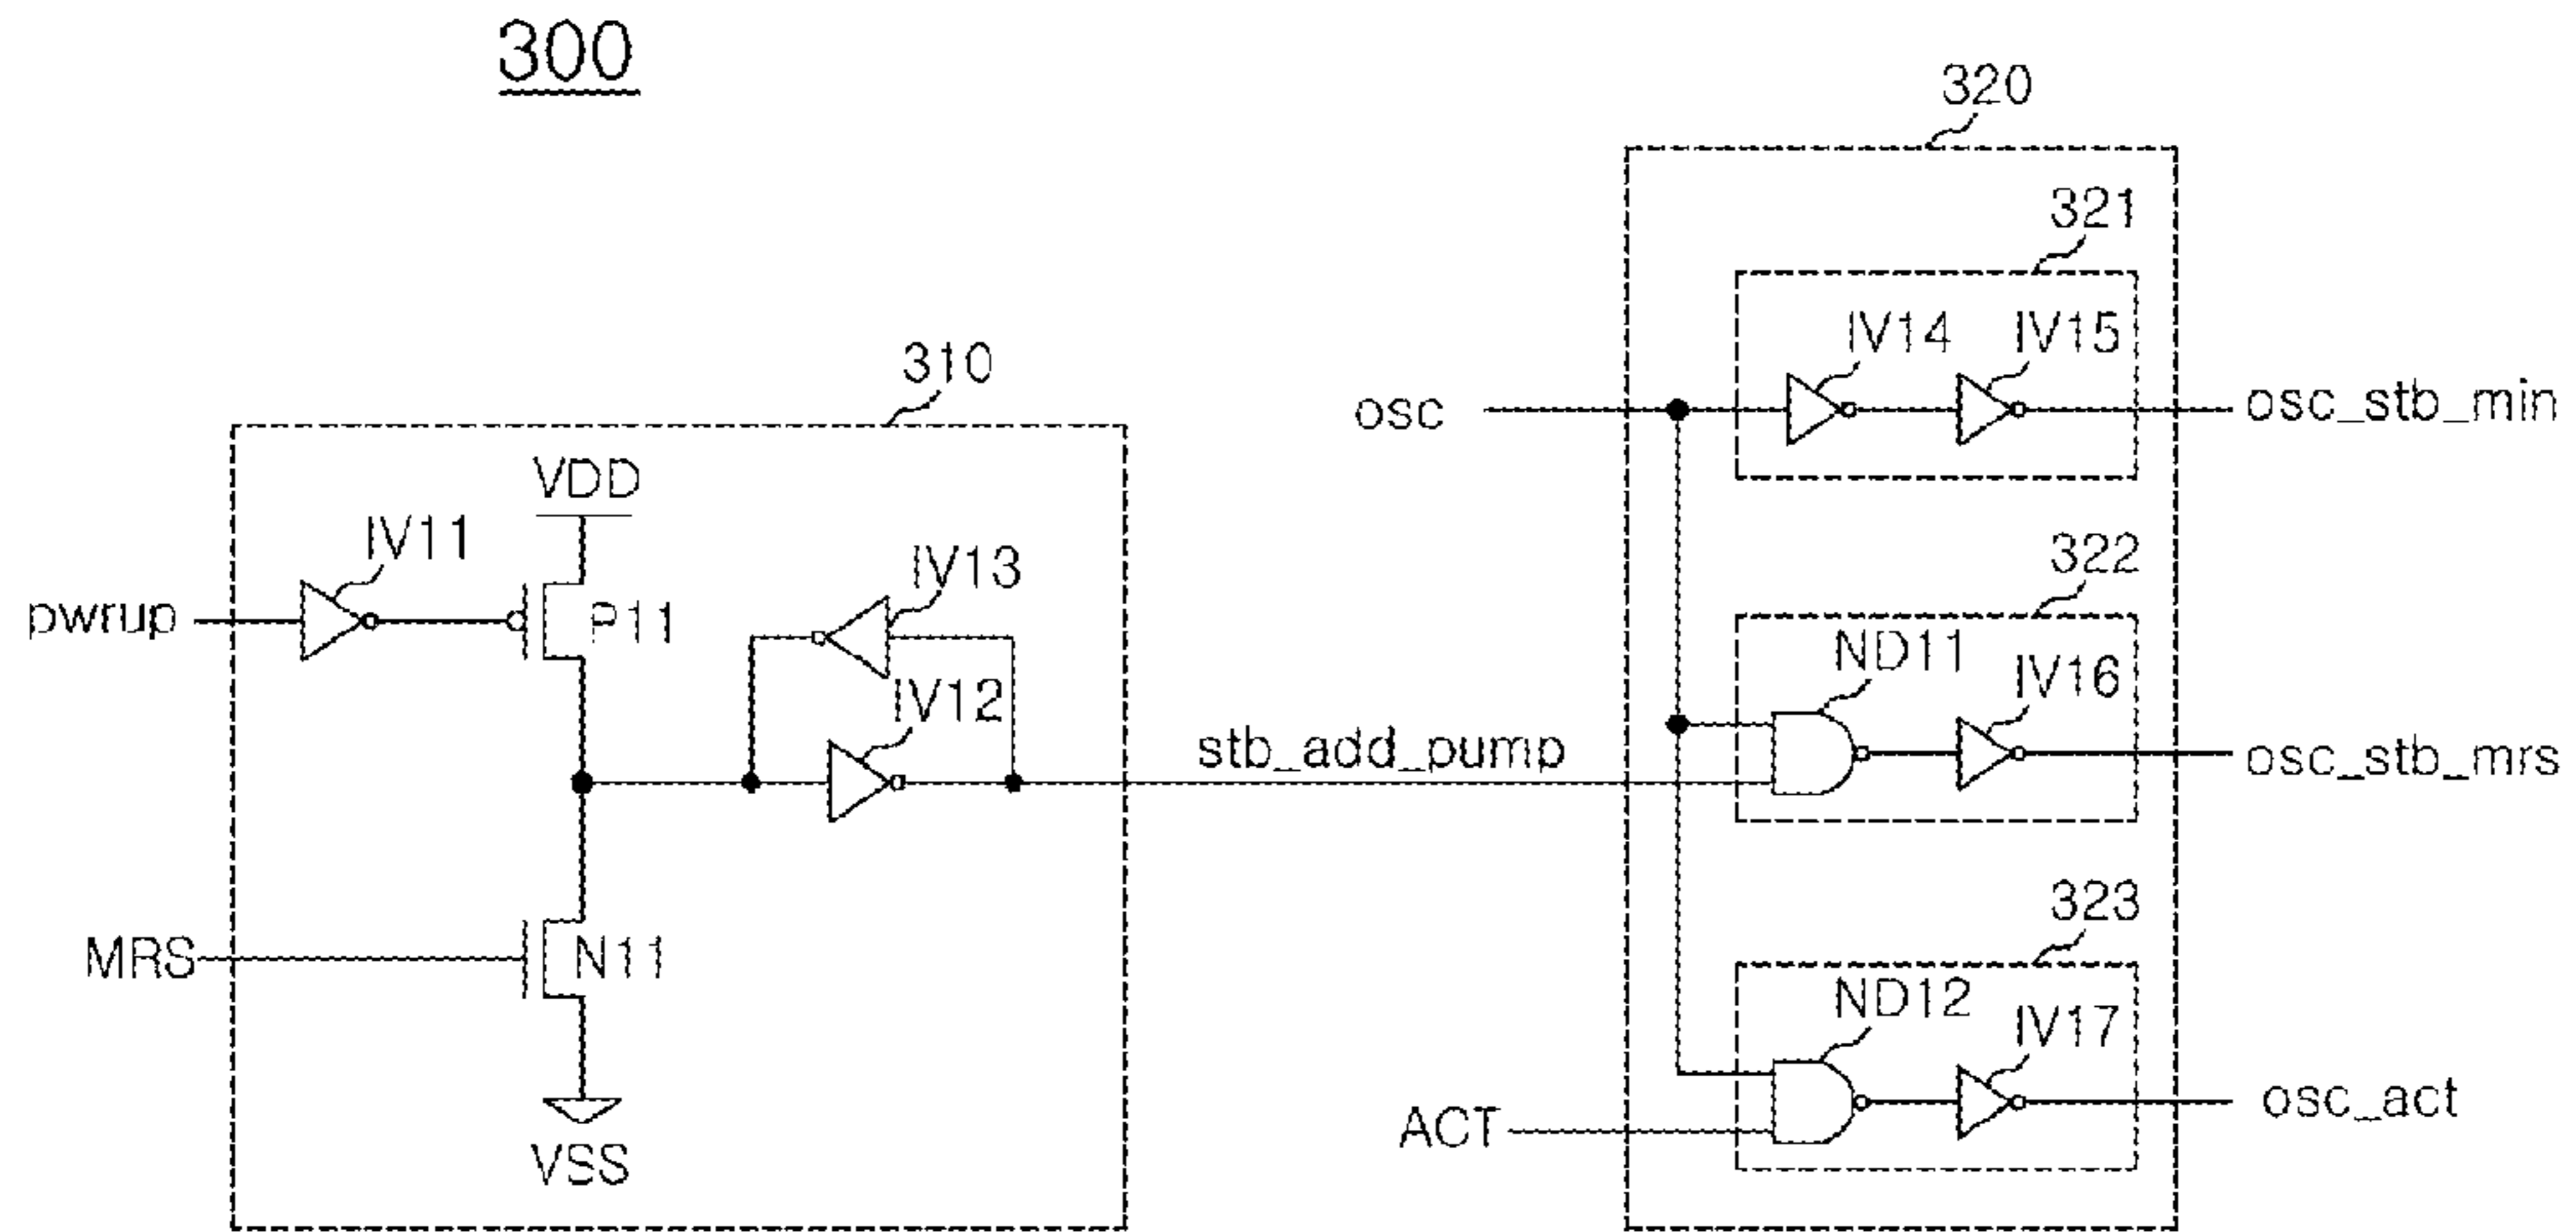 300
320
321
IV14
IV15
osc
osc_stb_min
310
VDD
IV11
IV13
pwrup
P11
IV12
322
ND11
IV16
stb_add_pump
osc_stb_mrs
323
MRS
N11
ND12
IV17
ACT
osc_act
VSS